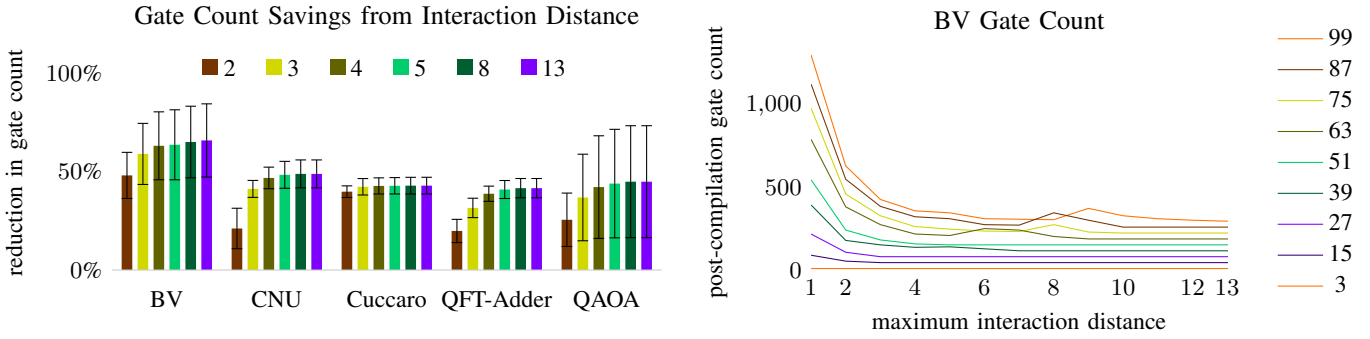 Gate Count Savings from Interaction Distance
2 3 4 5 8 13
reduction in gate count
100%
50%
0%
BV CNU Cuccaro QFT-Adder QAOA
BV Gate Count
post-compilation gate count
1,000
500
0
1 2 4 6 8 10 12 13
maximum interaction distance
99
87
75
63
51
39
27
15
3